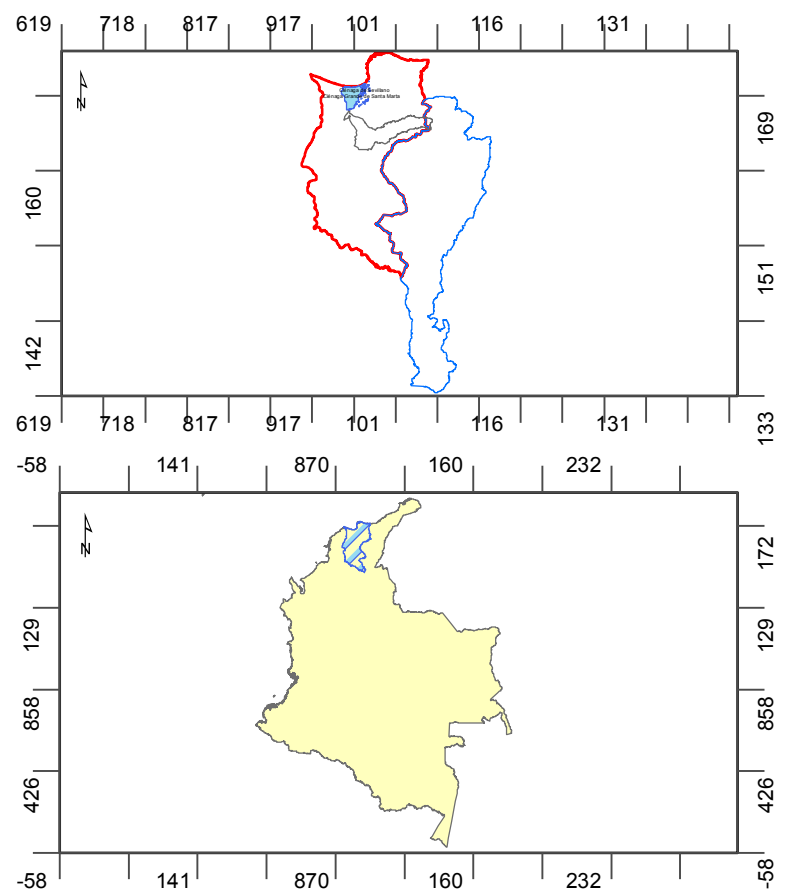 619 718 817 917 101 116 131
Ciénaga de Sevillano
Ciénaga Grande de Santa Marta
N
169
160
151
142
133
619 718 817 917 101 116 131
-58 141 870 160 232
N
172
129 129
858 858
426 426
-58 141 870 160 232 -58